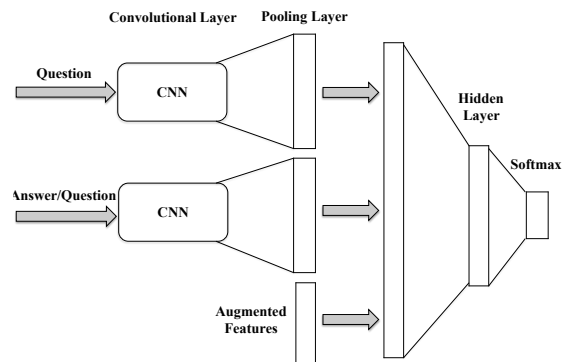 Convolutional Layer
Pooling Layer
Question
CNN
Hidden
Layer
Softmax
Answer/Question
CNN
Augmented
Features